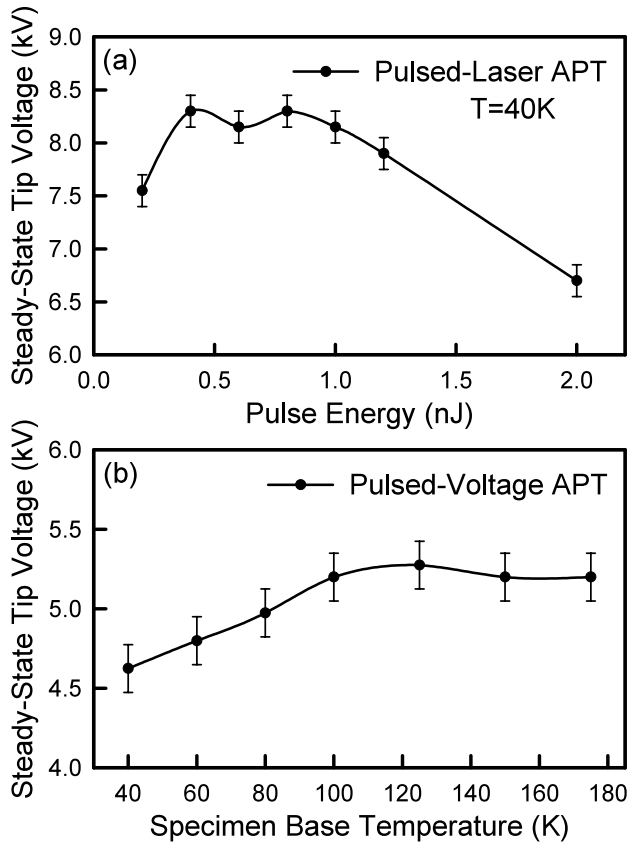 Steady-State Tip Voltage (kV)
9.0
8.5
8.0
7.5
7.0
6.5
6.0
(a)
Pulsed-Laser APT
T=40K
0.0 0.5 1.0 1.5 2.0
Pulse Energy (nJ)
Steady-State Tip Voltage (kV)
6.0
5.5
5.0
4.5
4.0
(b)
Pulsed-Voltage APT
40 60 80 100 120 140 160 180
Specimen Base Temperature (K)